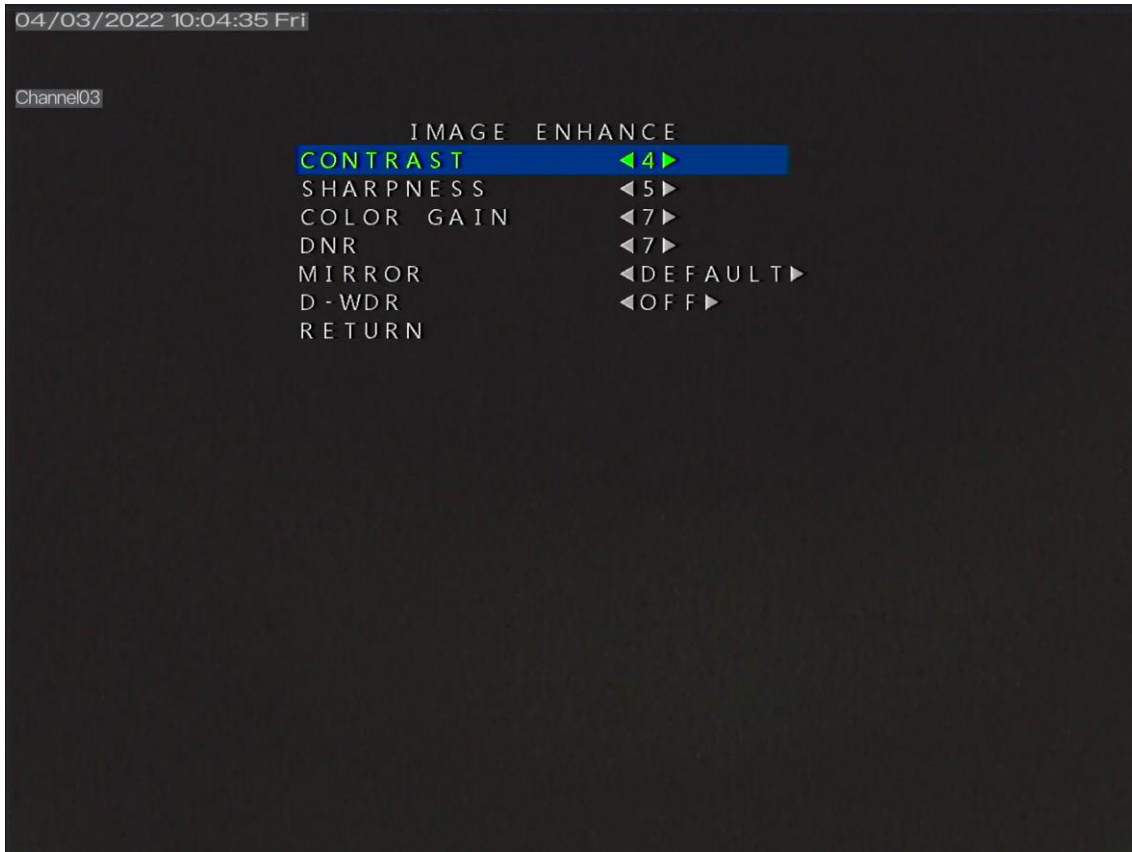 04/03/2022 10:04:35 Fri
Channel03
IMAGE ENHANCE
CONTRAST ◀4▶
SHARPNESS ◀5▶
COLOR GAIN ◀7▶
DNR ◀7▶
MIRROR ◀DEFAULT▶
D-WDR ◀OFF▶
RETURN